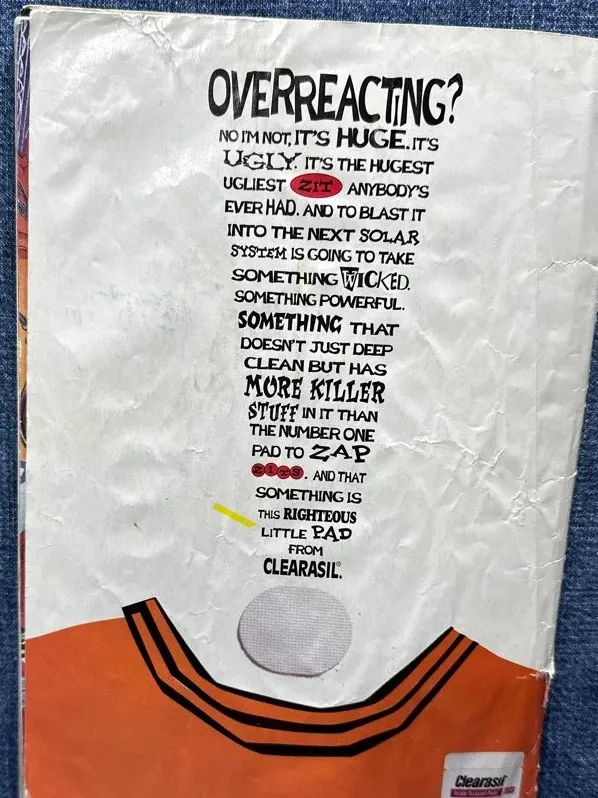 OVERREACTING?
NO I'M NOT, IT'S HUGE. IT'S
UGLY. IT'S THE HUGEST
UGLIEST ZIT ANYBODY'S
EVER HAD. AND TO BLAST IT
INTO THE NEXT SOLAR
SYSTEM IS GOING TO TAKE
SOMETHING WICKED.
SOMETHING POWERFUL.
SOMETHING THAT
DOESN'T JUST DEEP
CLEAN BUT HAS
MORE KILLER
STUFF IN IT THAN
THE NUMBER ONE
PAD TO ZAP
ZITS. AND THAT
SOMETHING IS
THIS RIGHTEOUS
LITTLE PAD
FROM
CLEARASIL®
Clearasil